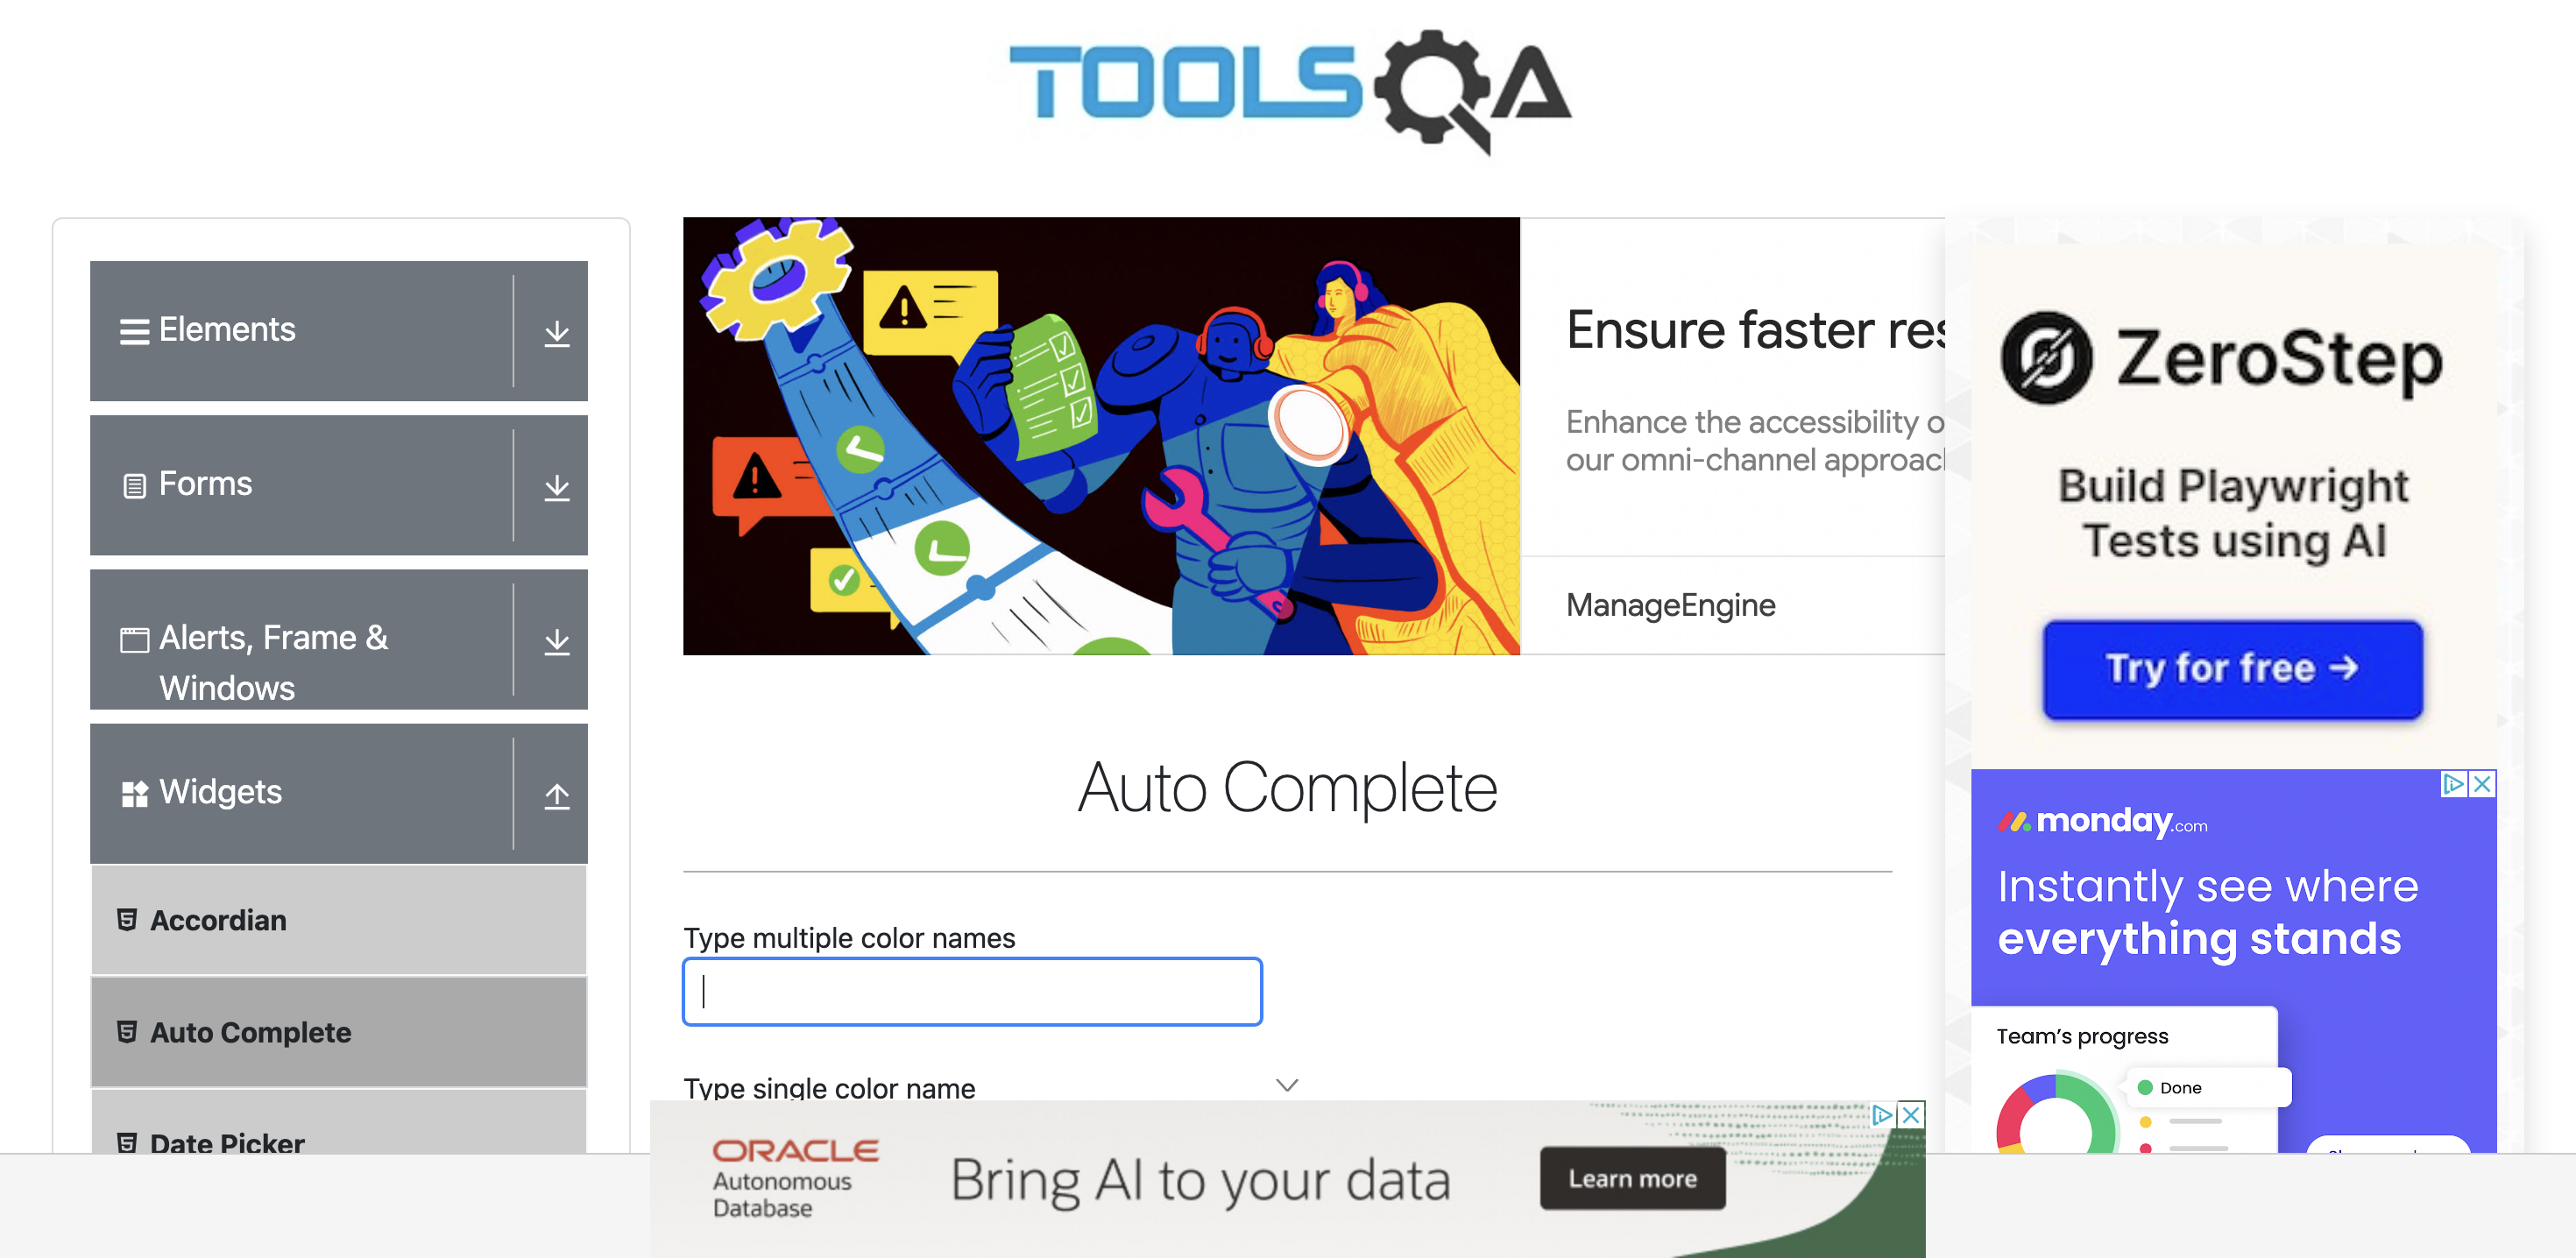 TOOLSQA
Elements
Forms
Alerts, Frame &
Windows
Widgets
Accordian
Auto Complete
Date Picker
Ensure faster res
Enhance the accessibility o
our omni-channel approac
ManageEngine
Auto Complete
Type multiple color names
Type single color name
ZeroStep
Build Playwright
Tests using AI
Try for free →
monday.com
Instantly see where
everything stands
Team's progress
Done
ORACLE
Autonomous
Database
Bring AI to your data
Learn more